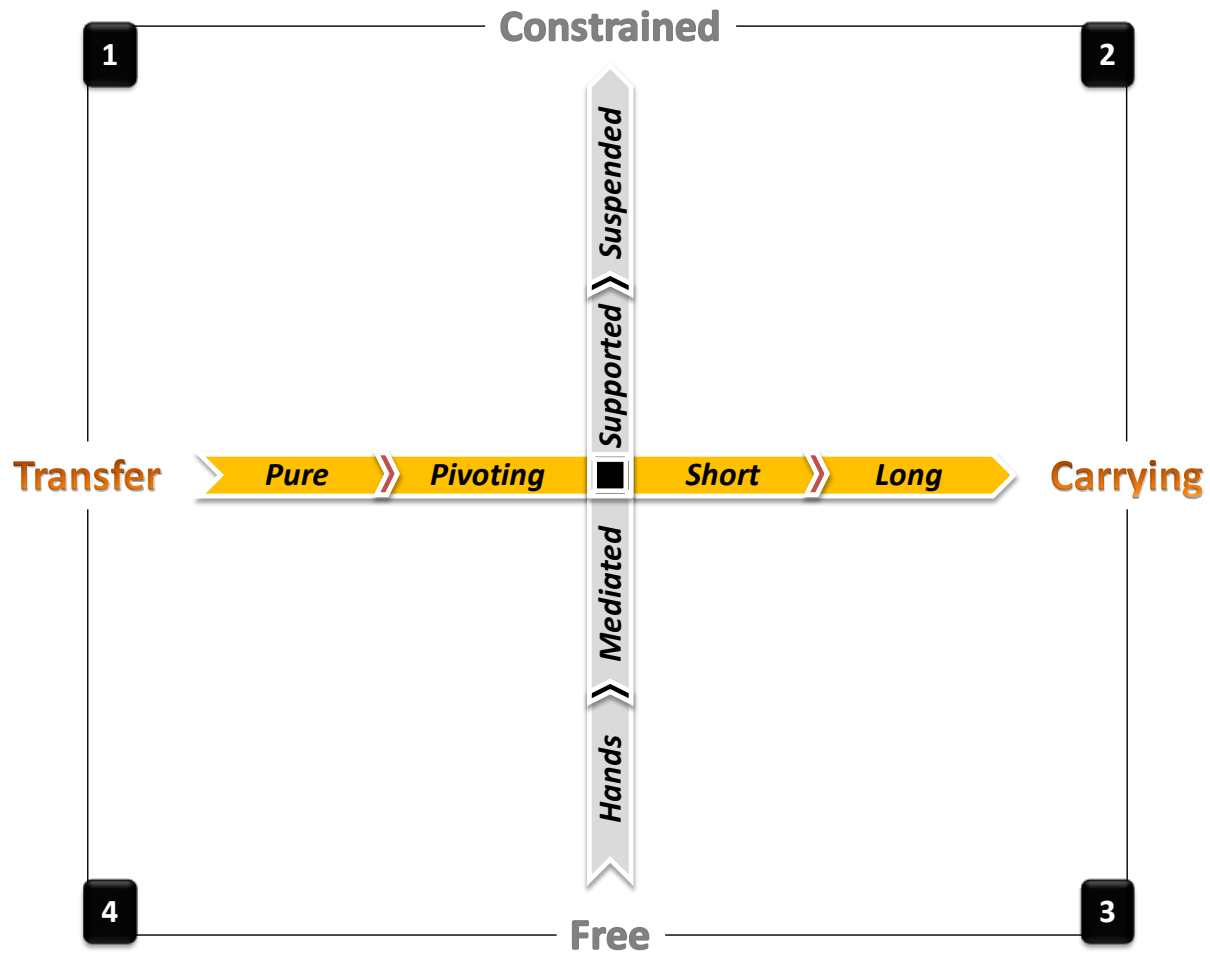 Constrained
1
2
Suspended
Supported
Transfer
Pure
Pivoting
Short
Long
Carrying
Mediated
Hands
4
3
Free